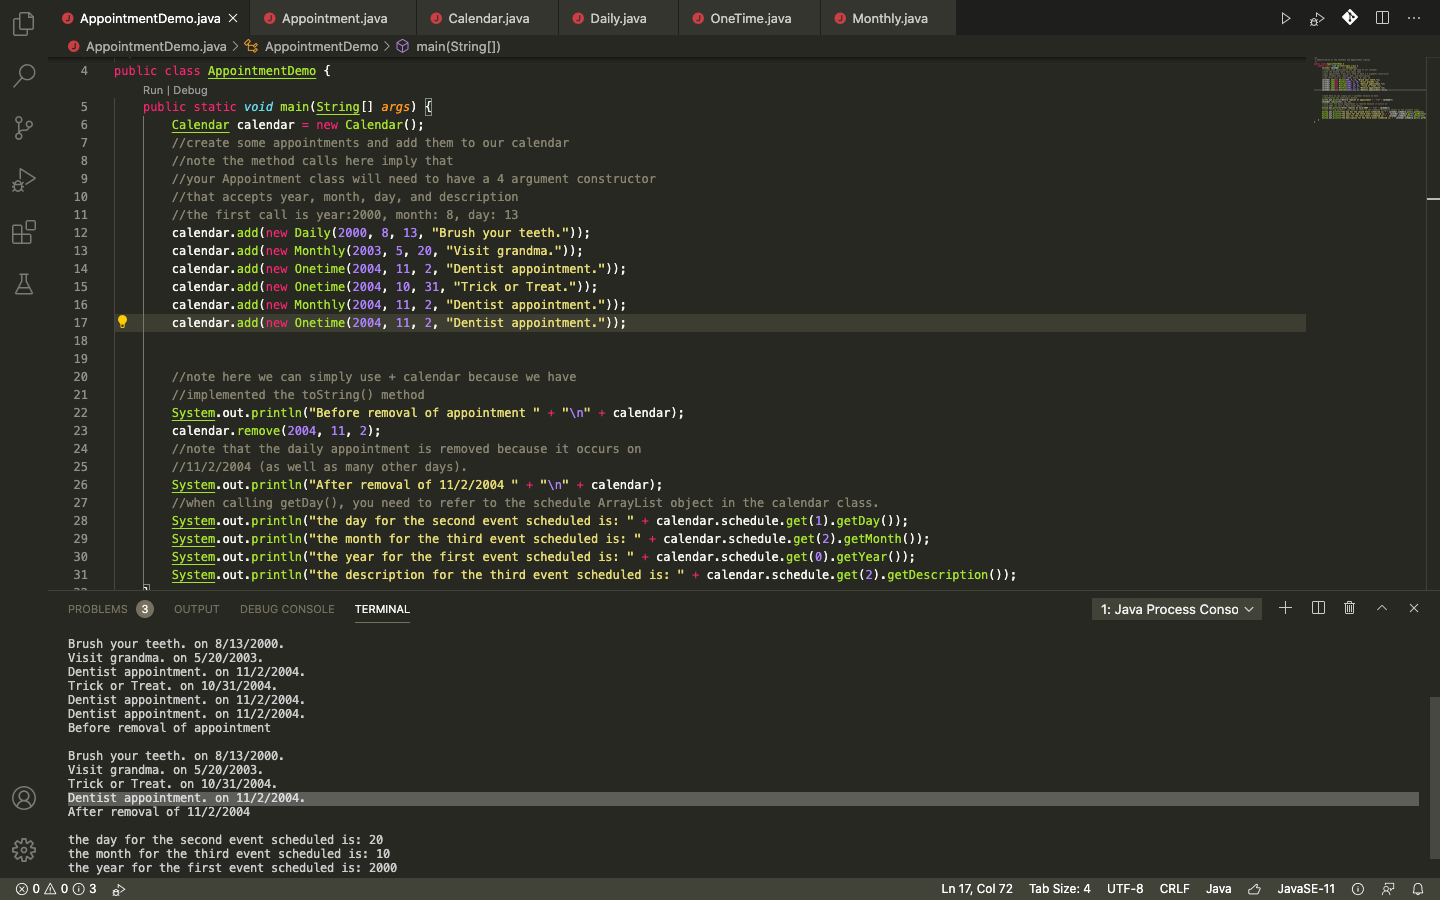 AppointmentDemo.java
Appointment.java
Calendar.java
Daily.java
OneTime.java
Monthly.java
AppointmentDemo.java > AppointmentDemo > main(String[])
4 public class AppointmentDemo {
Run | Debug
5 public static void main(String[] args) {
6 Calendar calendar = new Calendar();
7 //create some appointments and add them to our calendar
8 //note the method calls here imply that
9 //your Appointment class will need to have a 4 argument constructor
10 //that accepts year, month, day, and description
11 //the first call is year:2000, month: 8, day: 13
12 calendar.add(new Daily(2000, 8, 13, "Brush your teeth."));
13 calendar.add(new Monthly(2003, 5, 20, "Visit grandma."));
14 calendar.add(new Onetime(2004, 11, 2, "Dentist appointment."));
15 calendar.add(new Onetime(2004, 10, 31, "Trick or Treat."));
16 calendar.add(new Monthly(2004, 11, 2, "Dentist appointment."));
17 calendar.add(new Onetime(2004, 11, 2, "Dentist appointment."));
18
19
20 //note here we can simply use + calendar because we have
21 //implemented the toString() method
22 System.out.println("Before removal of appointment " + "\n" + calendar);
23 calendar.remove(2004, 11, 2);
24 //note that the daily appointment is removed because it occurs on
25 //11/2/2004 (as well as many other days).
26 System.out.println("After removal of 11/2/2004 " + "\n" + calendar);
27 //when calling getDay(), you need to refer to the schedule ArrayList object in the calendar class.
28 System.out.println("the day for the second event scheduled is: " + calendar.schedule.get(1).getDay());
29 System.out.println("the month for the third event scheduled is: " + calendar.schedule.get(2).getMonth());
30 System.out.println("the year for the first event scheduled is: " + calendar.schedule.get(0).getYear());
31 System.out.println("the description for the third event scheduled is: " + calendar.schedule.get(2).getDescription());
PROBLEMS 3 OUTPUT DEBUG CONSOLE TERMINAL
1: Java Process Conso
Brush your teeth. on 8/13/2000.
Visit grandma. on 5/20/2003.
Dentist appointment. on 11/2/2004.
Trick or Treat. on 10/31/2004.
Dentist appointment. on 11/2/2004.
Dentist appointment. on 11/2/2004.
Before removal of appointment
Brush your teeth. on 8/13/2000.
Visit grandma. on 5/20/2003.
Trick or Treat. on 10/31/2004.
Dentist appointment. on 11/2/2004.
After removal of 11/2/2004
the day for the second event scheduled is: 20
the month for the third event scheduled is: 10
the year for the first event scheduled is: 2000
0 0 3 Ln 17, Col 72 Tab Size: 4 UTF-8 CRLF Java JavaSE-11